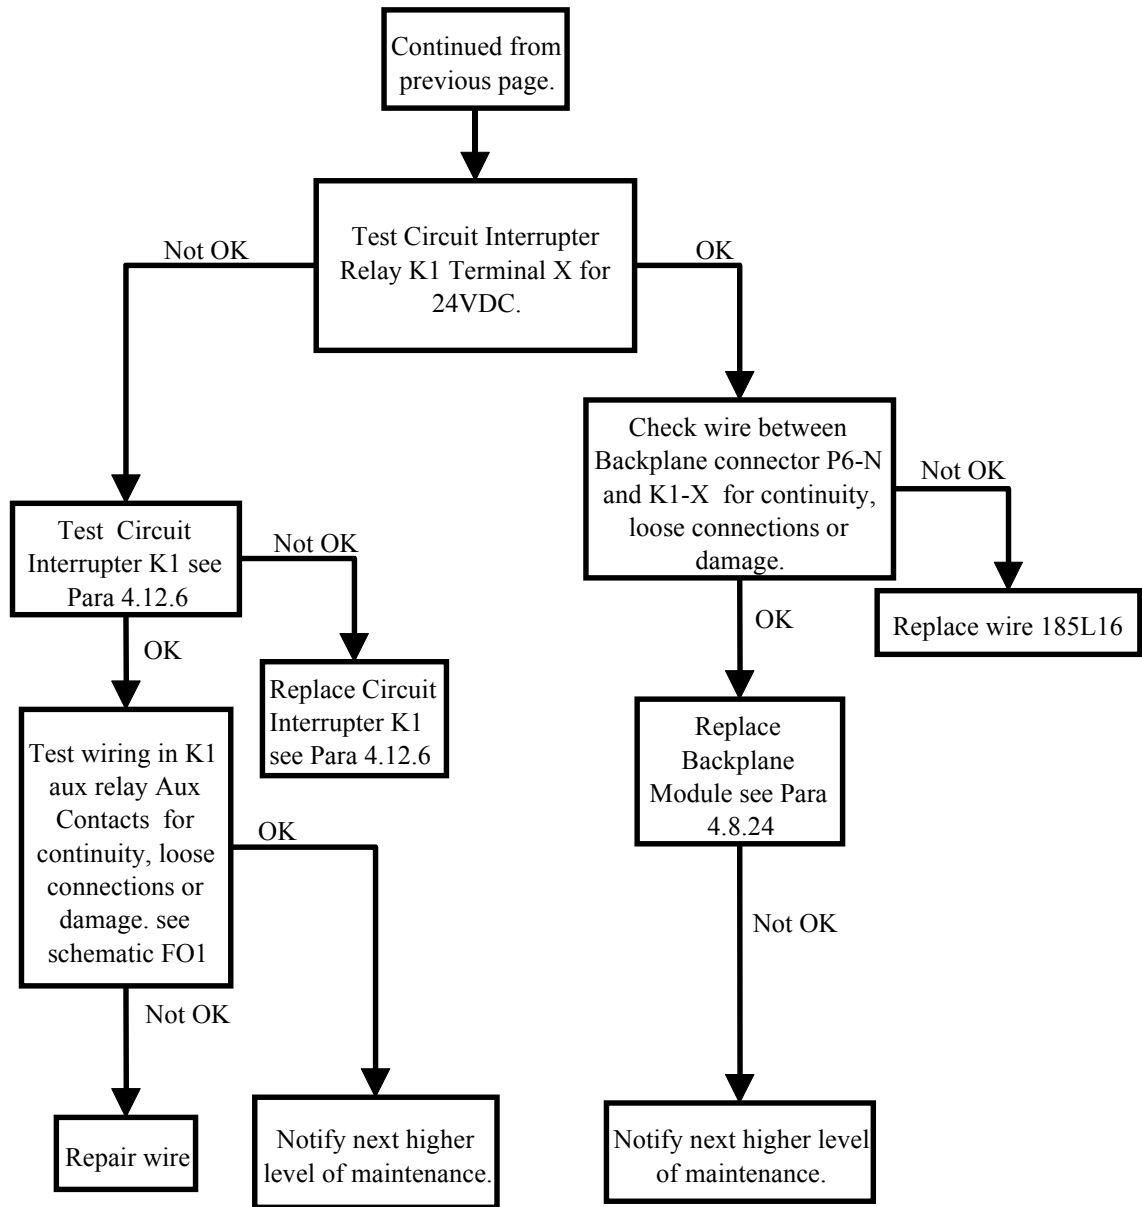 Continued from
previous page.
Test Circuit Interrupter
Relay K1 Terminal X for
24VDC.
Not OK
OK
Check wire between
Backplane connector P6-N
and K1-X for continuity,
loose connections or
damage.
Not OK
Test Circuit
Interrupter K1 see
Para 4.12.6
Not OK
OK
Replace wire 185L16
OK
Replace Circuit
Interrupter K1
see Para 4.12.6
Test wiring in K1
aux relay Aux
Contacts for
continuity, loose
connections or
damage. see
schematic FO1
OK
Replace
Backplane
Module see Para
4.8.24
Not OK
Not OK
Repair wire
Notify next higher
level of maintenance.
Notify next higher level
of maintenance.